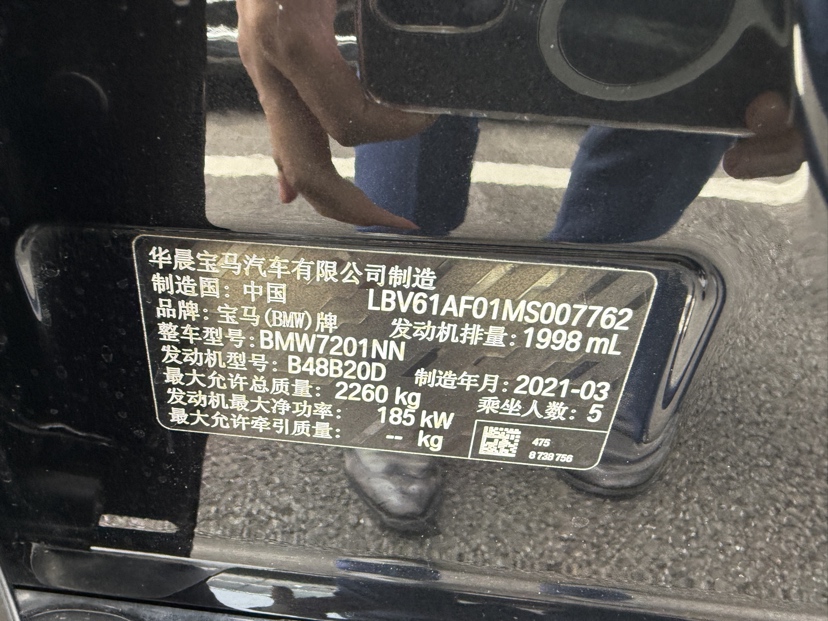 华晨宝马汽车有限公司制造
制造国：中国 LBV61AF01MS007762
品牌：宝马(BMW)牌 发动机排量：1998 mL
整车型号：BMW7201NN
发动机型号：B48B20D 制造年月：2021-03
最大允许总质量：2260 kg 乘坐人数：5
发动机最大净功率：185 kW
最大允许牵引质量：-- kg
475
8 738 756